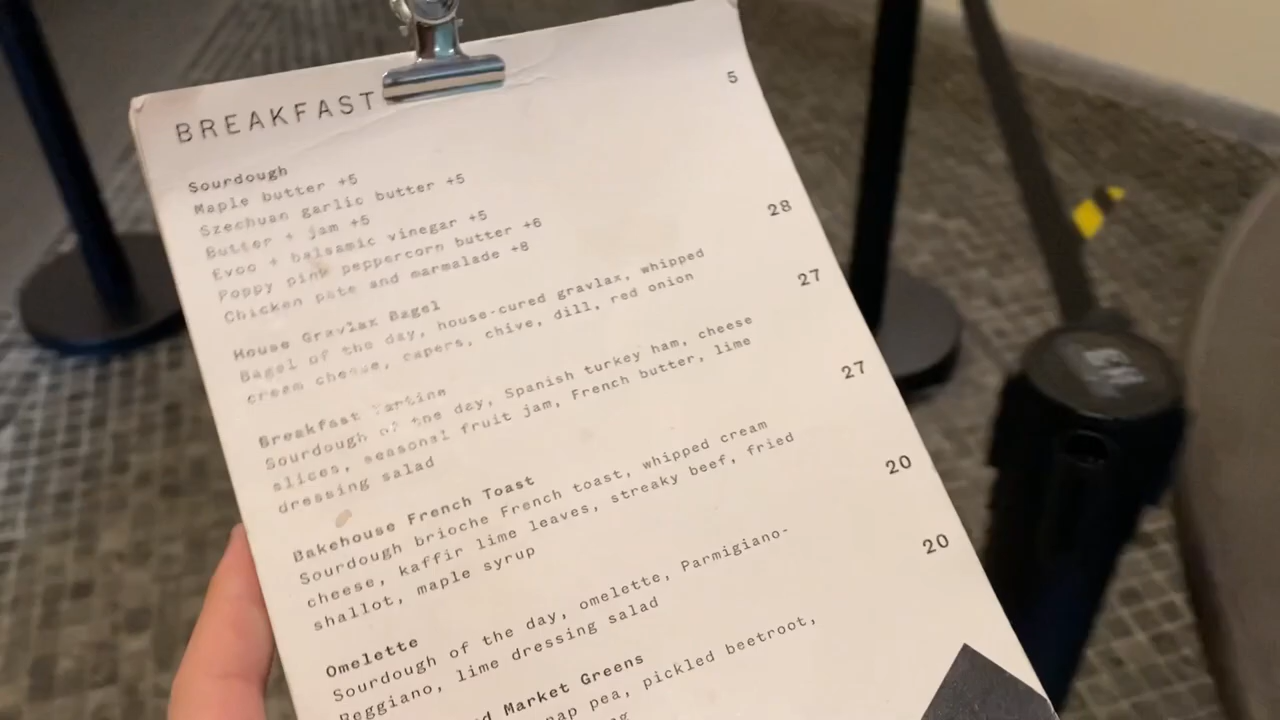 BREAKFAST
Sourdough 5
Maple butter +5
Szechuan garlic butter +5
Butter + jam +5
Evoo + balsamic vinegar +5
Poppy pink peppercorn butter +6
Chicken pate and marmalade +8
House Gravlax Bagel 28
Bagel of the day, house-cured gravlax, whipped
cream cheese, capers, chive, dill, red onion
Breakfast Tartine 27
Sourdough of the day, Spanish turkey ham, cheese
slices, seasonal fruit jam, French butter, lime
dressing salad
Bakehouse French Toast 27
Sourdough brioche French toast, whipped cream
cheese, kaffir lime leaves, streaky beef, fried
shallot, maple syrup
Omelette 20
Sourdough of the day, omelette, Parmigiano-
Reggiano, lime dressing salad
Market Greens 20
pea, pickled beetroot,